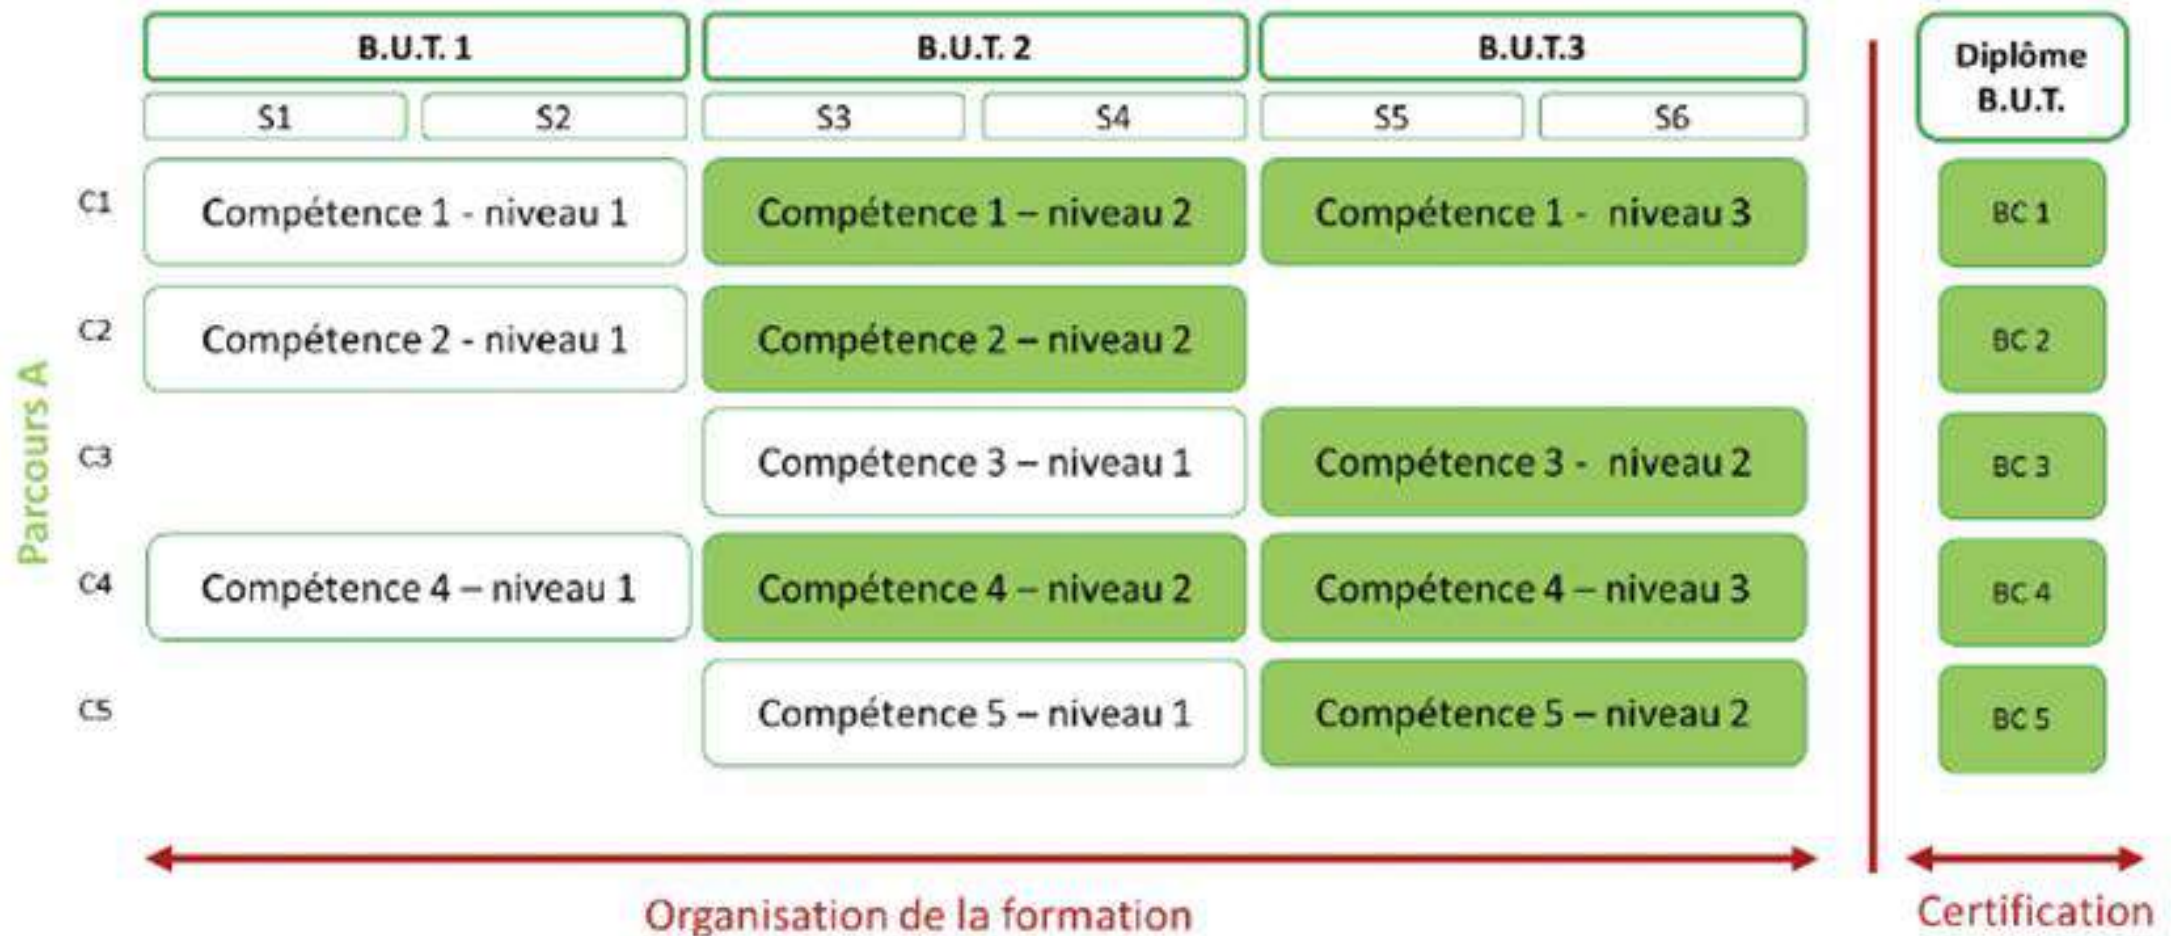 B.U.T. 1
B.U.T. 2
B.U.T.3
Diplôme
B.U.T.
S1
S2
S3
S4
S5
S6
Parcours A
C1
Compétence 1 - niveau 1
Compétence 1 – niveau 2
Compétence 1 - niveau 3
BC 1
C2
Compétence 2 - niveau 1
Compétence 2 – niveau 2
BC 2
C3
Compétence 3 – niveau 1
Compétence 3 - niveau 2
BC 3
C4
Compétence 4 – niveau 1
Compétence 4 – niveau 2
Compétence 4 – niveau 3
BC 4
C5
Compétence 5 – niveau 1
Compétence 5 – niveau 2
BC 5
Organisation de la formation
Certification